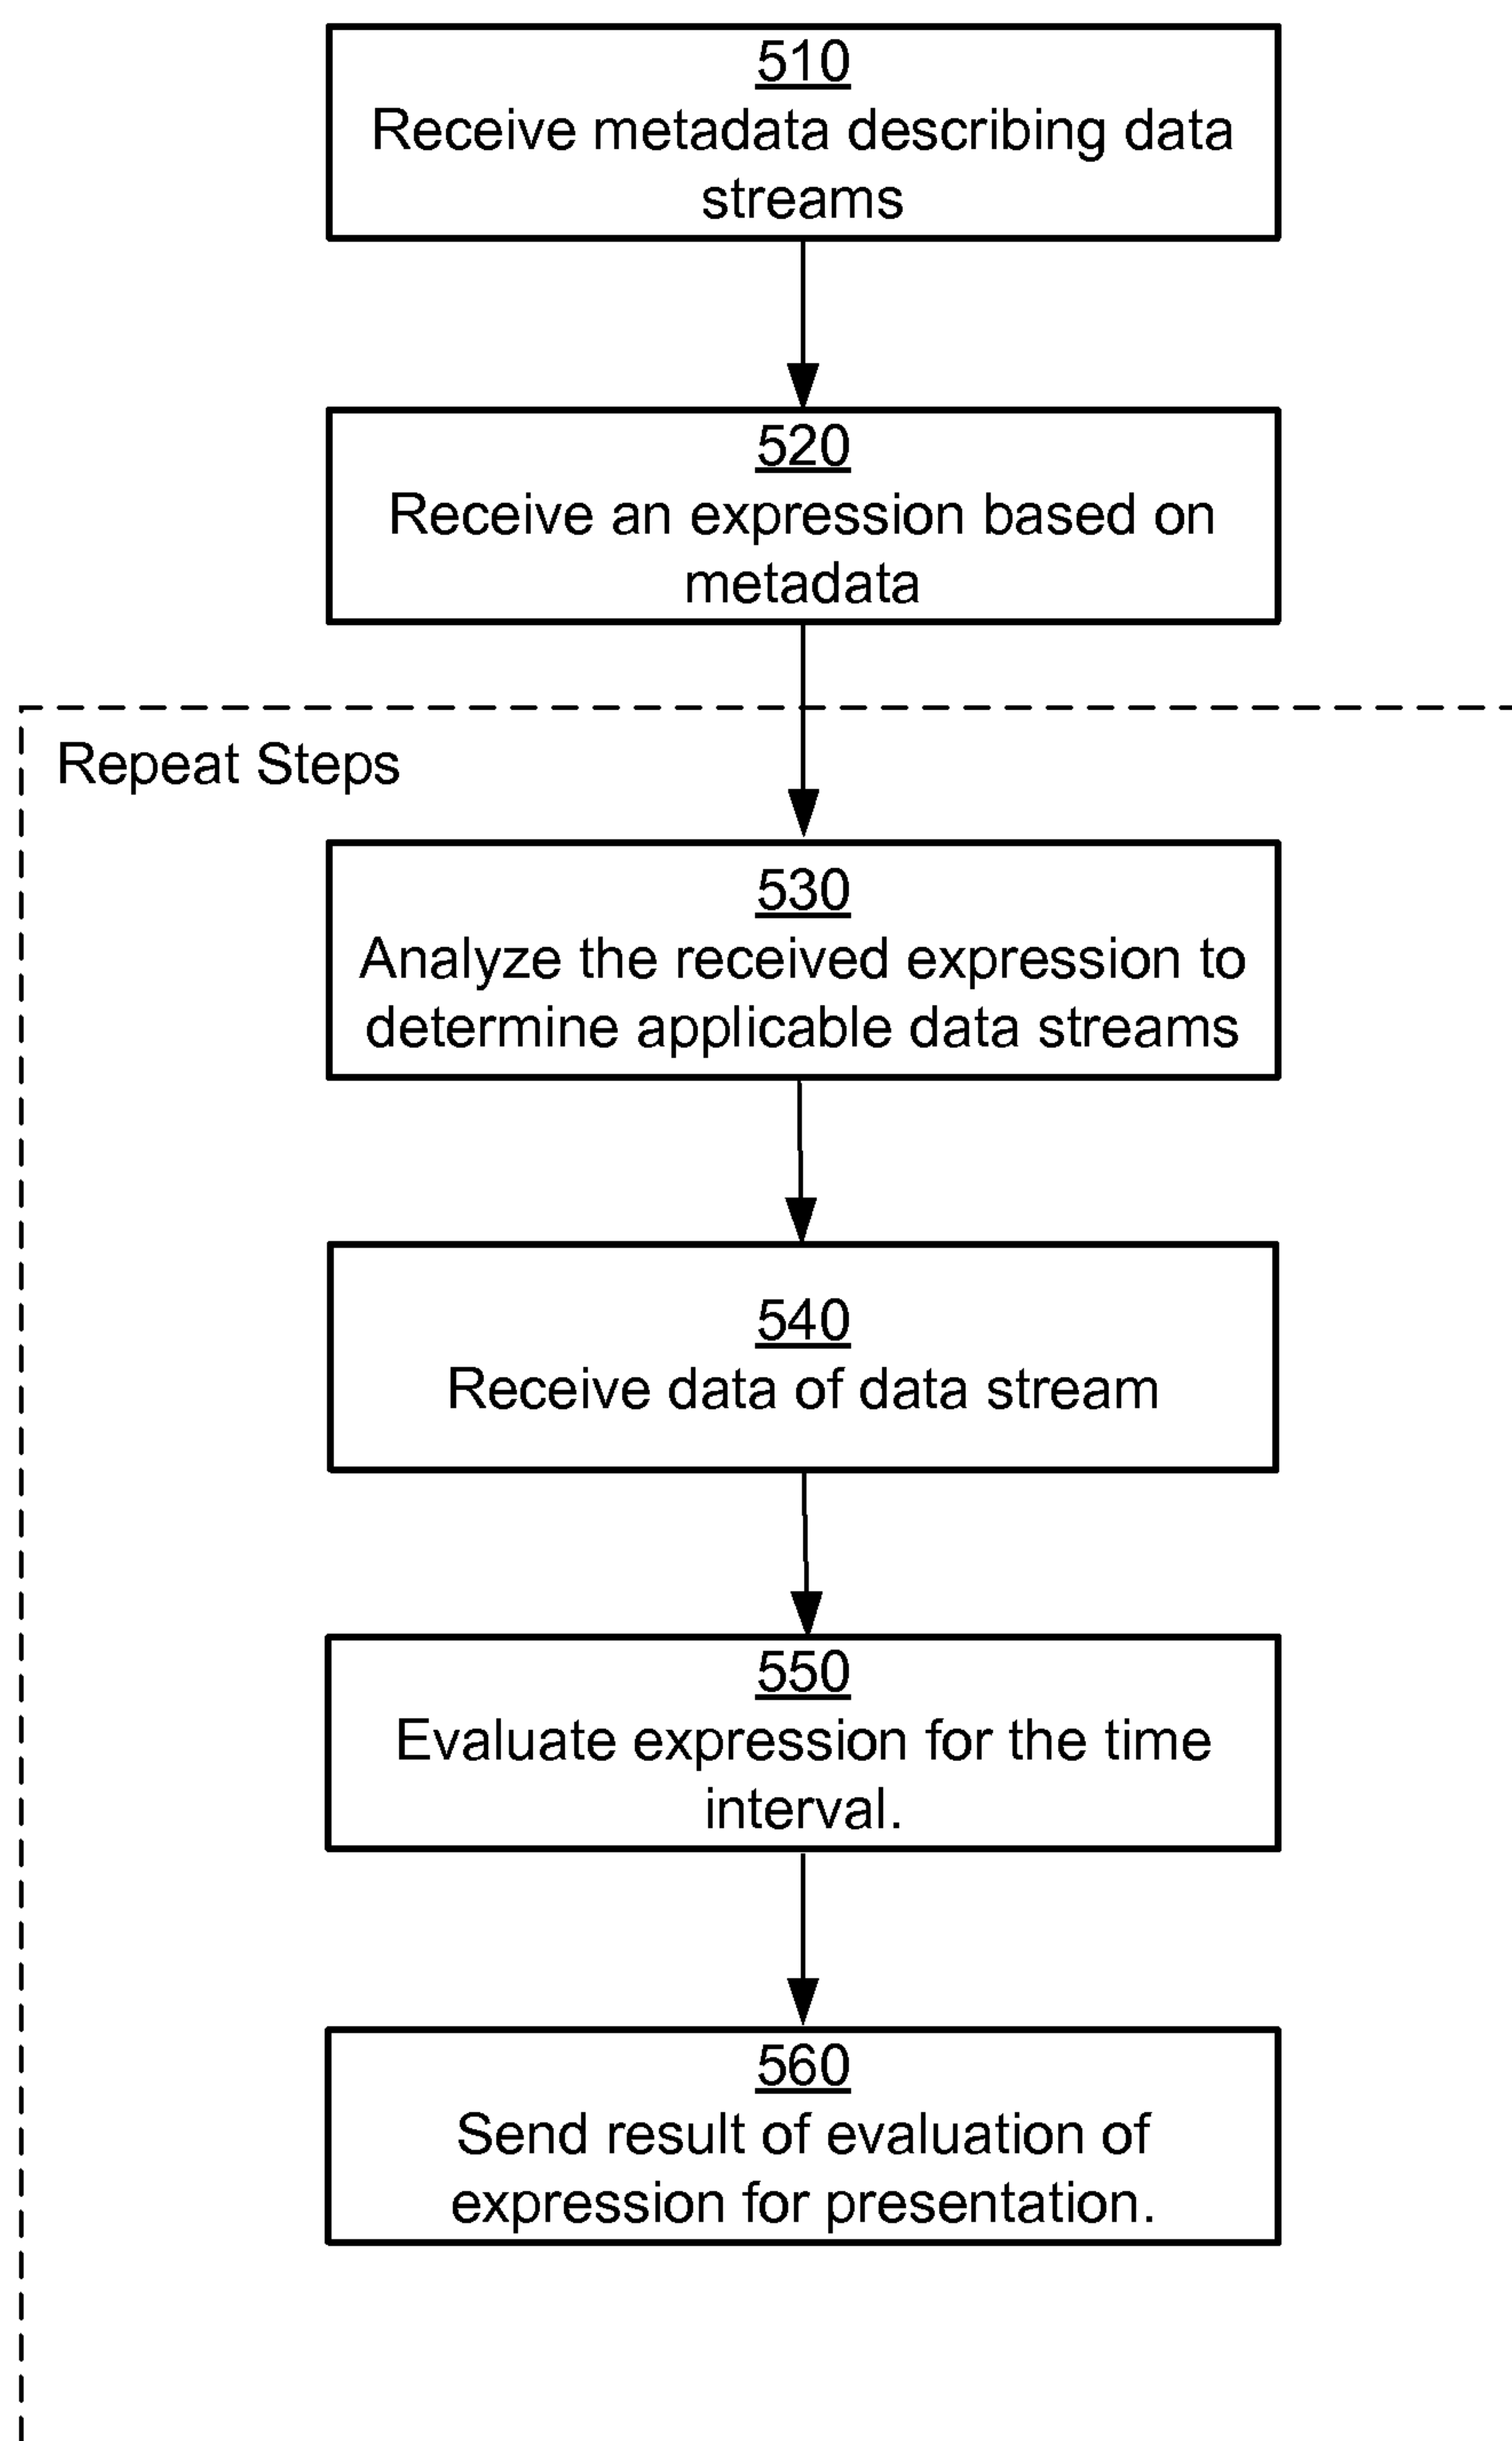 510
Receive metadata describing data
streams
520
Receive an expression based on
metadata
Repeat Steps
530
Analyze the received expression to
determine applicable data streams
540
Receive data of data stream
550
Evaluate expression for the time
interval.
560
Send result of evaluation of
expression for presentation.